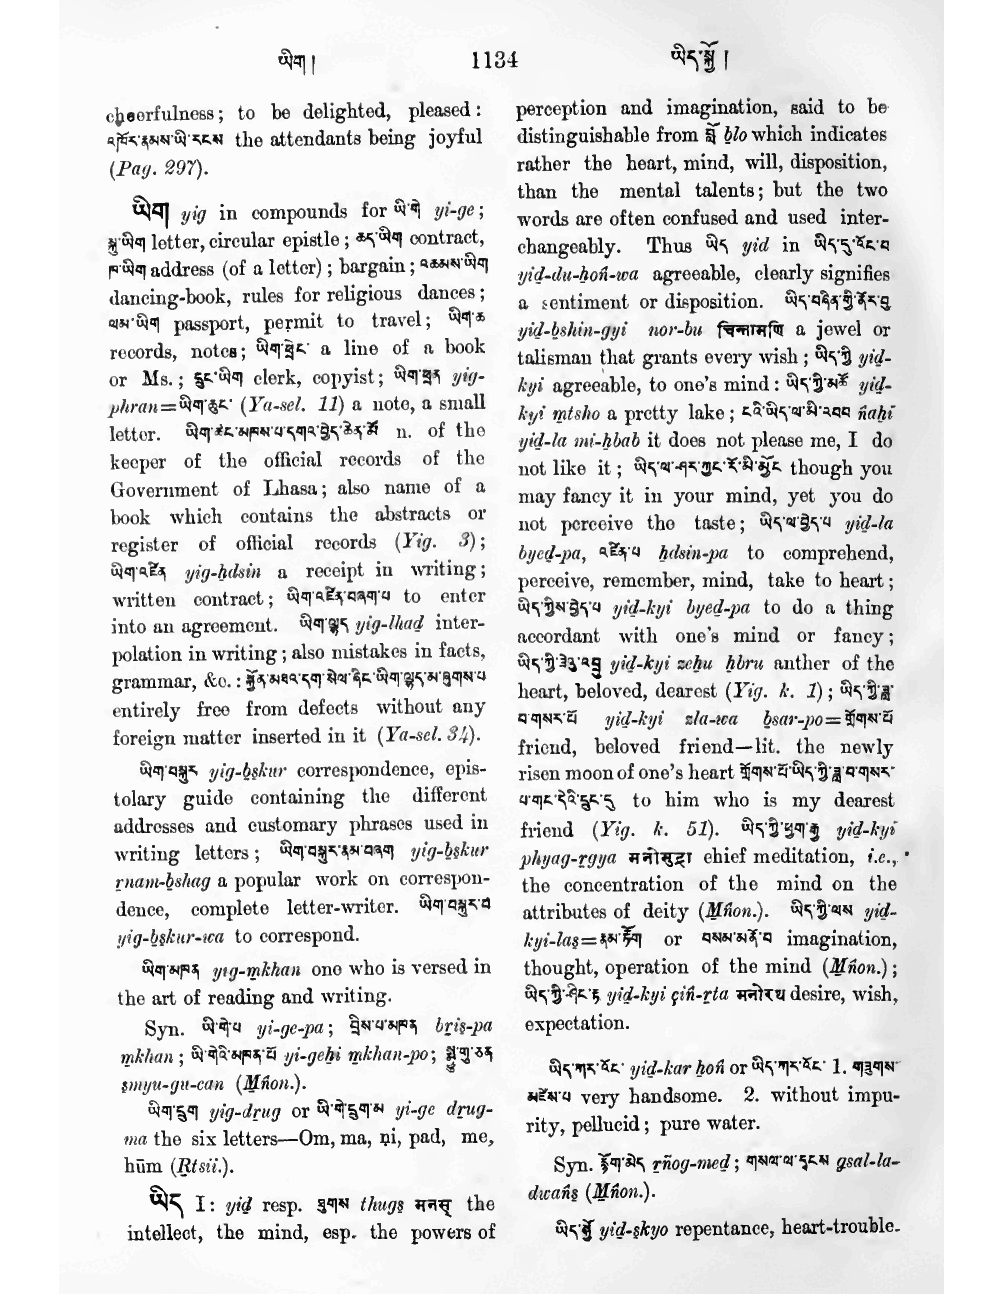 ཡིག། 1134 ཡིད་སྐྱོ།
cheerfulness; to be delighted, pleased:
འཁོར་རྣམས་ཡི་རངས the attendants being joyful
(Pag. 297).
ཡིག yig in compounds for ཡི་གེ yi-ge;
སྐུ་ཡིག letter, circular epistle; ཆད་ཡིག contract,
ཁ་ཡིག address (of a letter); bargain; འཆམས་ཡིག
dancing-book, rules for religious dances;
ལམ་ཡིག passport, permit to travel; ཡིག་ཆ
records, notes; ཡིག་ཕྲེང་ a line of a book
or Ms.; དྲུང་ཡིག clerk, copyist; ཡིག་ཕྲན yig-
phran=ཡིག་ཆུང་ (Ya-sel. 11) a note, a small
letter. ཡིག་ཚང་མཁས་པ་དགའ་བྱེད་ཆེན་མོ n. of the
keeper of the official records of the
Government of Lhasa; also name of a
book which contains the abstracts or
register of official records (Yig. 3);
ཡིག་འཛིན yig-ḥdsin a receipt in writing;
written contract; ཡིག་འཛིན་བཞག་པ to enter
into an agreement. ཡིག་ལྷད yig-lhad inter-
polation in writing; also mistakes in facts,
grammar, &c.: སྐྱོན་མཐའ་དག་སེལ་ཞིང་ཡིག་ལྷད་མ་ཞུགས་པ
entirely free from defects without any
foreign matter inserted in it (Ya-sel. 34).
ཡིག་བསྐུར yig-bskur correspondence, epis-
tolary guide containing the different
addresses and customary phrases used in
writing letters; ཡིག་བསྐུར་རྣམ་བཞག yig-bskur
rnam-bshag a popular work on correspon-
dence, complete letter-writer. ཡིག་བསྐུར་བ
yig-bskur-wa to correspond.
ཡིག་མཁན yig-mkhan one who is versed in
the art of reading and writing.
Syn. ཡི་གེ་པ yi-ge-pa; བྲིས་པ་མཁན bris-pa
mkhan; ཡི་གེའི་མཁན་པོ yi-geḥi mkhan-po; སྨྱུ་གུ་ཅན
smyu-gu-can (Mñon.).
ཡིག་དྲུག yig-drug or ཡི་གེ་དྲུག་མ yi-ge drug-
ma the six letters—Om, ma, ṇi, pad, me,
hūm (Rtsii.).
ཡིད I: yid resp. ཐུགས thugs मनस् the
intellect, the mind, esp. the powers of
perception and imagination, said to be
distinguishable from བློ blo which indicates
rather the heart, mind, will, disposition,
than the mental talents; but the two
words are often confused and used inter-
changeably. Thus ཡིད yid in ཡིད་དུ་འོང་བ
yid-du-ḥoñ-wa agreeable, clearly signifies
a sentiment or disposition. ཡིད་བཞིན་གྱི་ནོར་བུ
yid-bshin-gyi nor-bu चिन्तामणि a jewel or
talisman that grants every wish; ཡིད་ཀྱི yid-
kyi agreeable, to one's mind: ཡིད་ཀྱི་མཚོ yid-
kyi mtsho a pretty lake; ངའི་ཡིད་ལ་མི་འབབ ñaḥi
yid-la mi-ḥbab it does not please me, I do
not like it; ཡིད་ལ་ཤར་ཀྱང་རོ་མི་མྱོང though you
may fancy it in your mind, yet you do
not perceive the taste; ཡིད་ལ་བྱེད་པ yid-la
byed-pa, འཛིན་པ ḥdsin-pa to comprehend,
perceive, remember, mind, take to heart;
ཡིད་ཀྱིས་བྱེད་པ yid-kyi byed-pa to do a thing
accordant with one's mind or fancy;
ཡིད་ཀྱི་ཟེའུ་འབྲུ yid-kyi zeḥu ḥbru anther of the
heart, beloved, dearest (Yig. k. 1); ཡིད་ཀྱི་ཟླ་
བ་གསར་པོ yid-kyi zla-wa bsar-po=གྲོགས་པོ
friend, beloved friend—lit. the newly
risen moon of one's heart གྲོགས་པོ་ཡིད་ཀྱི་ཟླ་བ་གསར་
པ་གང་དེའི་དྲུང་དུ to him who is my dearest
friend (Yig. k. 51). ཡིད་ཀྱི་ཕྱག་རྒྱ yid-kyi
phyag-rgya मनोमुद्रा chief meditation, i.e.,
the concentration of the mind on the
attributes of deity (Mñon.). ཡིད་ཀྱི་ལས yid-
kyi-las=རྣམ་རྟོག or བསམ་མནོ་བ imagination,
thought, operation of the mind (Mñon.);
ཡིད་ཀྱི་ཤིང་རྟ yid-kyi çiñ-rta मनोरथ desire, wish,
expectation.
ཡིད་ཀར་འོང་ yid-kar ḥoñ or ཡིད་ཀར་འོང་ 1. གཟུགས་
མཛེས་པ very handsome. 2. without impu-
rity, pellucid; pure water.
Syn. རྙོག་མེད rñog-med; གསལ་ལ་དྭངས gsal-la-
dwañs (Mñon.).
ཡིད་སྐྱོ yid-skyo repentance, heart-trouble.